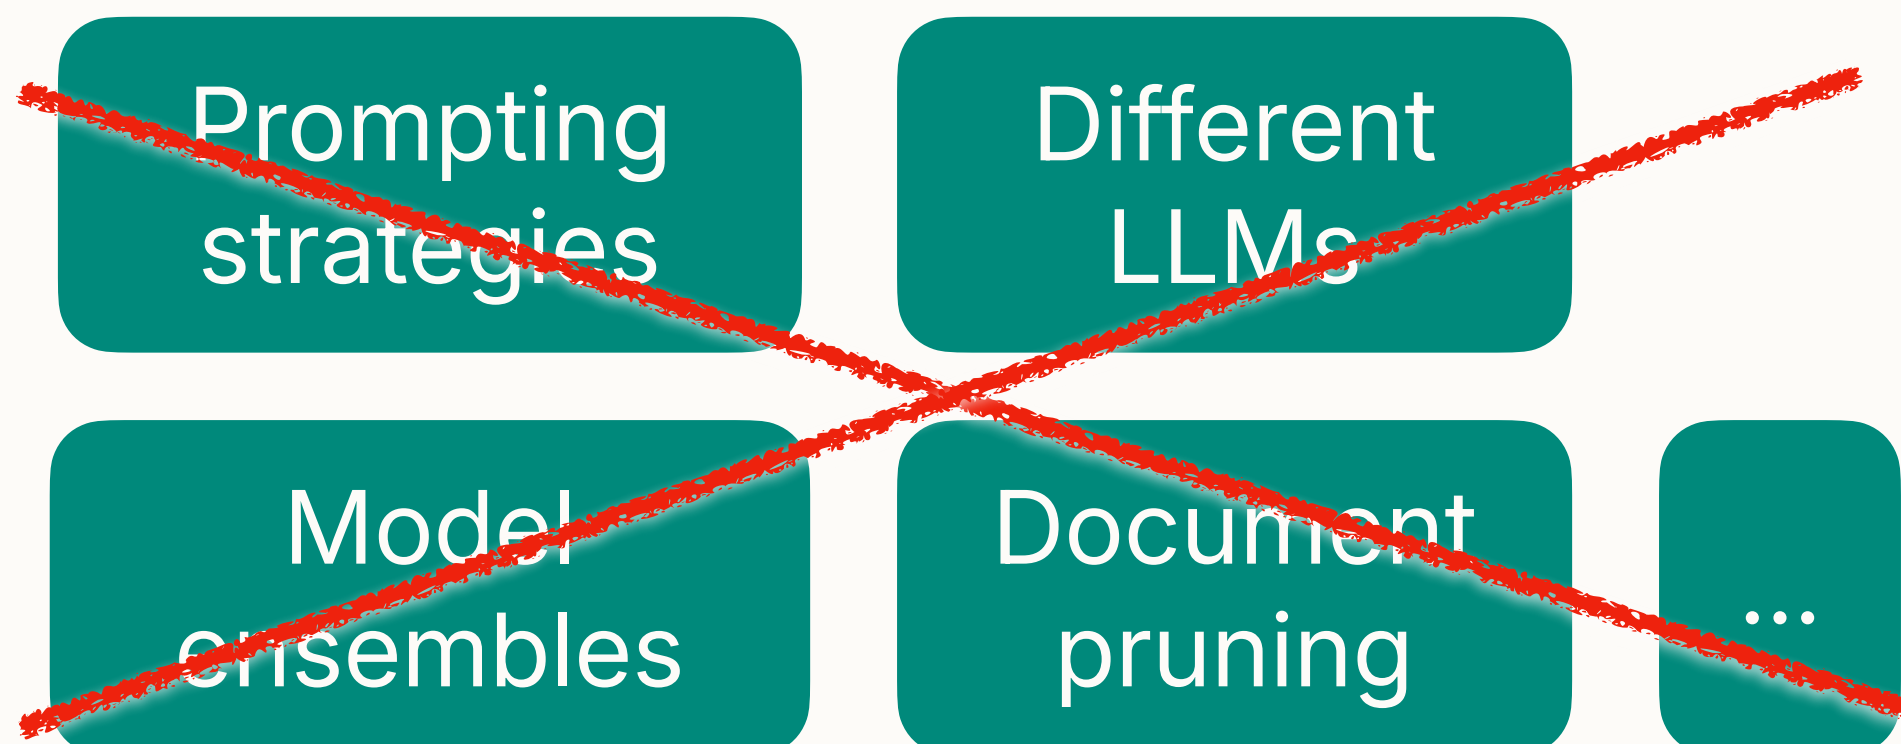 Prompting
strategies
Different
LLMs
Model
ensembles
Document
pruning
...